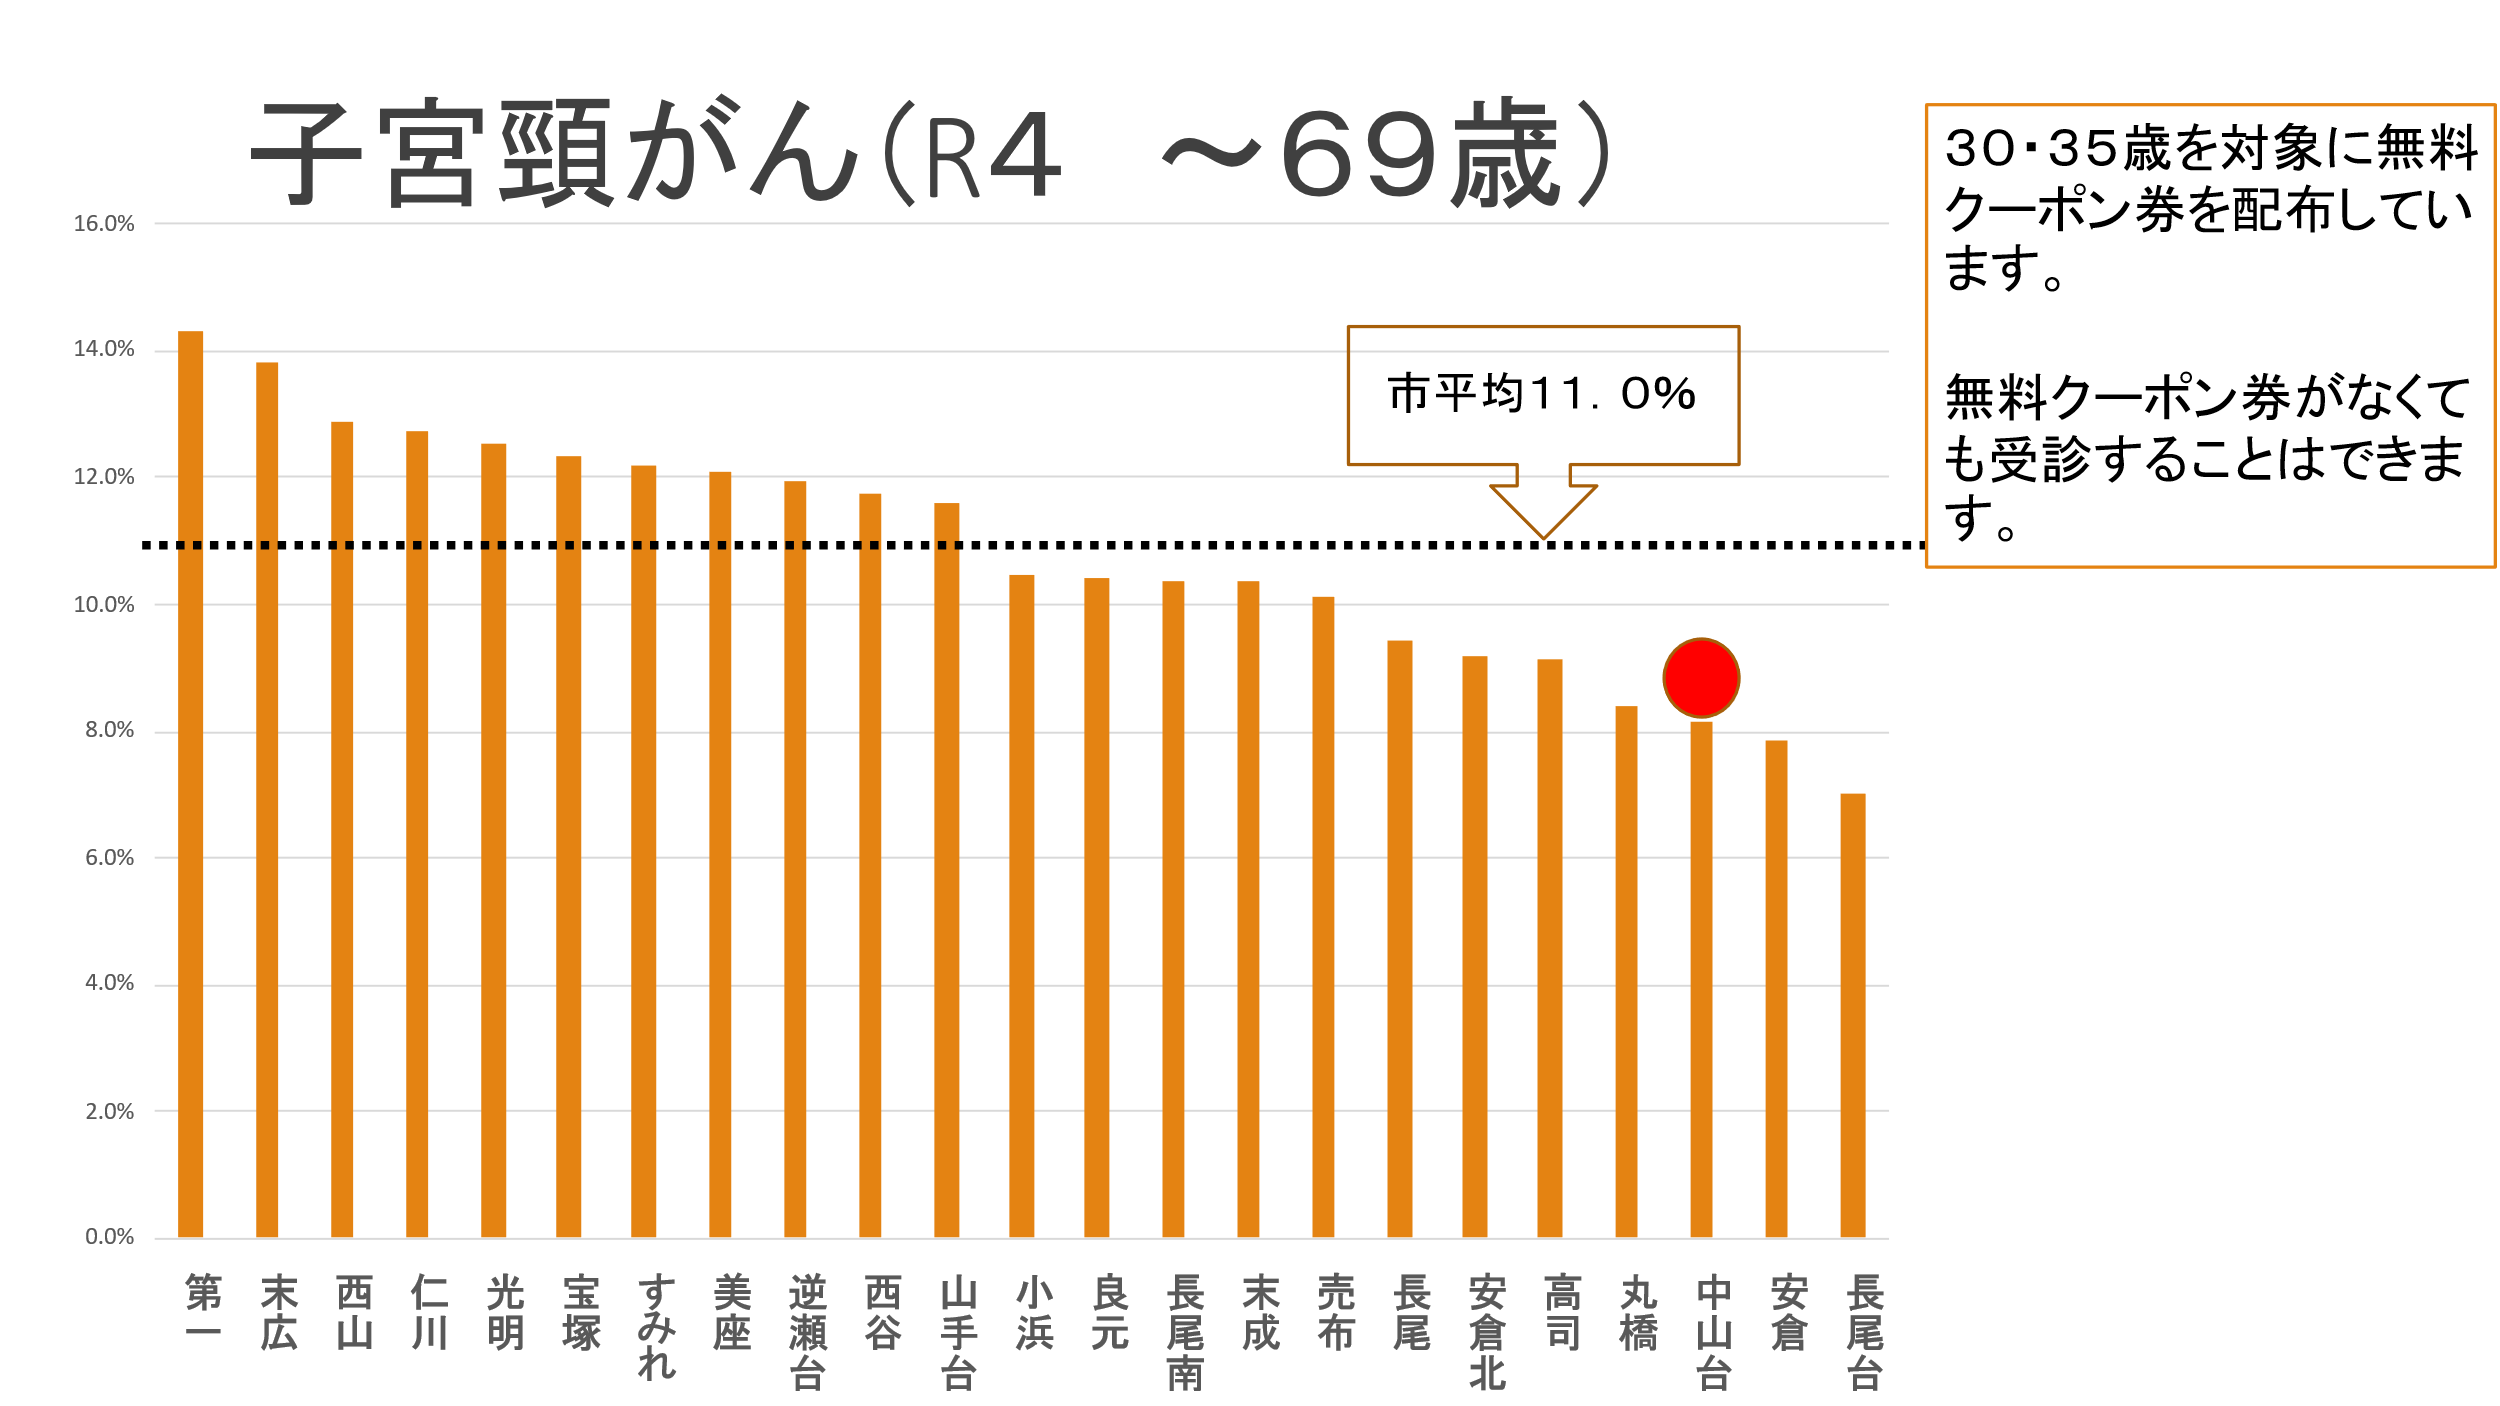 子宮頸がん（R4　～69歳）
30・35歳を対象に無料
クーポン券を配布してい
ます。
無料クーポン券がなくて
も受診することはできま
す。
市平均11．0％
16.0%
14.0%
12.0%
10.0%
8.0%
6.0%
4.0%
2.0%
0.0%
第一
末広
西山
仁川
光明
宝塚
すみれ
美座
逆瀬台
西谷
山手台
小浜
良元
長尾南
末成
売布
長尾
安倉北
高司
丸橋
中山台
安倉
長尾台